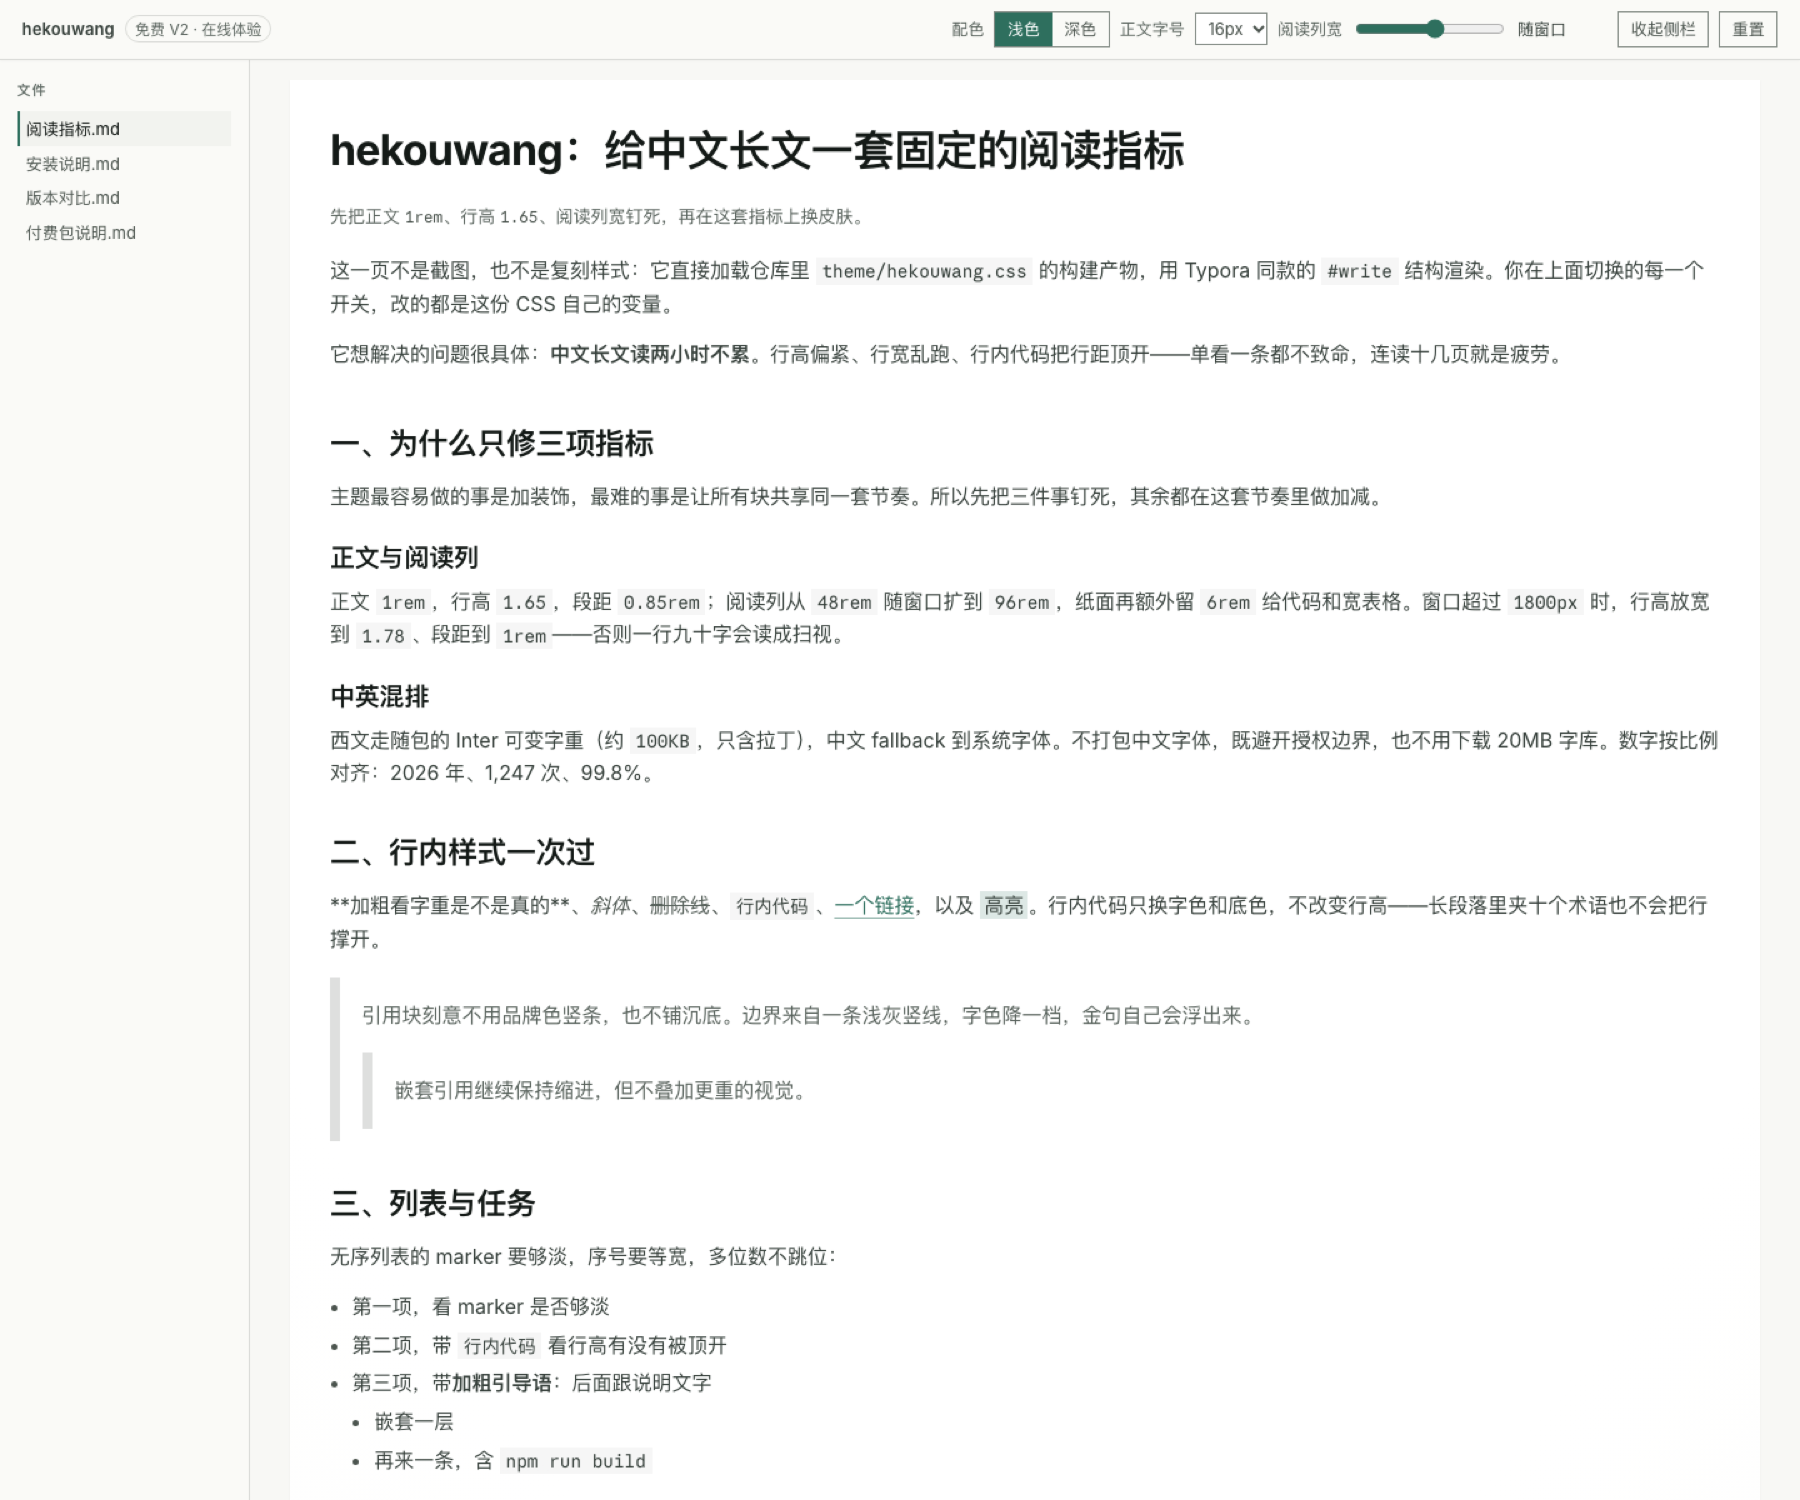 hekouwang 免费 V2 · 在线体验 配色 浅色 深色 正文字号 16px 阅读列宽 随窗口 收起侧栏 重置
文件
阅读指标.md
安装说明.md
版本对比.md
付费包说明.md
hekouwang：给中文长文一套固定的阅读指标
先把正文 1rem、行高 1.65、阅读列宽钉死，再在这套指标上换皮肤。
这一页不是截图，也不是复刻样式：它直接加载仓库里 theme/hekouwang.css 的构建产物，用 Typora 同款的 #write 结构渲染。你在上面切换的每一个
开关，改的都是这份 CSS 自己的变量。
它想解决的问题很具体：中文长文读两小时不累。行高偏紧、行宽乱跑、行内代码把行距顶开——单看一条都不致命，连读十几页就是疲劳。
一、为什么只修三项指标
主题最容易做的事是加装饰，最难的事是让所有块共享同一套节奏。所以先把三件事钉死，其余都在这套节奏里做加减。
正文与阅读列
正文 1rem，行高 1.65，段距 0.85rem；阅读列从 48rem 随窗口扩到 96rem，纸面再额外留 6rem 给代码和宽表格。窗口超过 1800px 时，行高放宽
到 1.78、段距到 1rem——否则一行九十字会读成扫视。
中英混排
西文走随包的 Inter 可变字重（约 100KB，只含拉丁），中文 fallback 到系统字体。不打包中文字体，既避开授权边界，也不用下载 20MB 字库。数字按比例
对齐：2026 年、1,247 次、99.8%。
二、行内样式一次过
**加粗看字重是不是真的**、斜体、删除线、行内代码、一个链接，以及 高亮。行内代码只换字色和底色，不改变行高——长段落里夹十个术语也不会把行
撑开。
引用块刻意不用品牌色竖条，也不铺沉底。边界来自一条浅灰竖线，字色降一档，金句自己会浮出来。
嵌套引用继续保持缩进，但不叠加更重的视觉。
三、列表与任务
无序列表的 marker 要够淡，序号要等宽，多位数不跳位：
• 第一项，看 marker 是否够淡
• 第二项，带 行内代码 看行高有没有被顶开
• 第三项，带加粗引导语：后面跟说明文字
• 嵌套一层
• 再来一条，含 npm run build